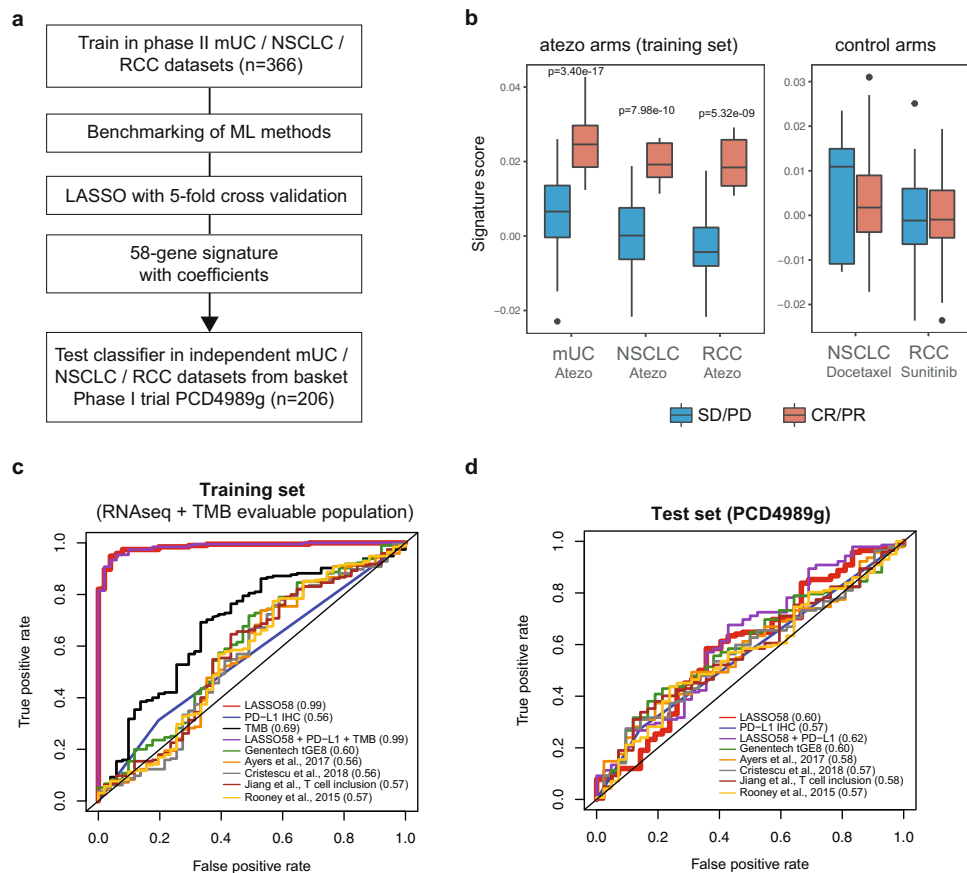 a
Train in phase II mUC / NSCLC /
RCC datasets (n=366)
Benchmarking of ML methods
LASSO with 5-fold cross validation
58-gene signature
with coefficients
Test classifier in independent mUC /
NSCLC / RCC datasets from basket
Phase I trial PCD4989g (n=206)
b
atezo arms (training set)
control arms
Signature score
0.04
0.02
0.00
−0.02
p=3.40e-17
p=7.98e-10
p=5.32e-09
mUC
Atezo
NSCLC
Atezo
RCC
Atezo
0.03
0.02
0.01
0.00
−0.01
−0.02
NSCLC
Docetaxel
RCC
Sunitinib
SD/PD
CR/PR
c
Training set
(RNAseq + TMB evaluable population)
True positive rate
1.0
0.8
0.6
0.4
0.2
0.0
LASSO58 (0.99)
PD−L1 IHC (0.56)
TMB (0.69)
LASSO58 + PD−L1 + TMB (0.99)
Genentech tGE8 (0.60)
Ayers et al., 2017 (0.56)
Cristescu et al., 2018 (0.56)
Jiang et al., T cell inclusion (0.57)
Rooney et al., 2015 (0.57)
0.0 0.2 0.4 0.6 0.8 1.0
False positive rate
d
Test set (PCD4989g)
True positive rate
1.0
0.8
0.6
0.4
0.2
0.0
LASSO58 (0.60)
PD−L1 IHC (0.57)
LASSO58 + PD−L1 (0.62)
Genentech tGE8 (0.60)
Ayers et al., 2017 (0.58)
Cristescu et al., 2018 (0.57)
Jiang et al., T cell inclusion (0.58)
Rooney et al., 2015 (0.57)
0.0 0.2 0.4 0.6 0.8 1.0
False positive rate